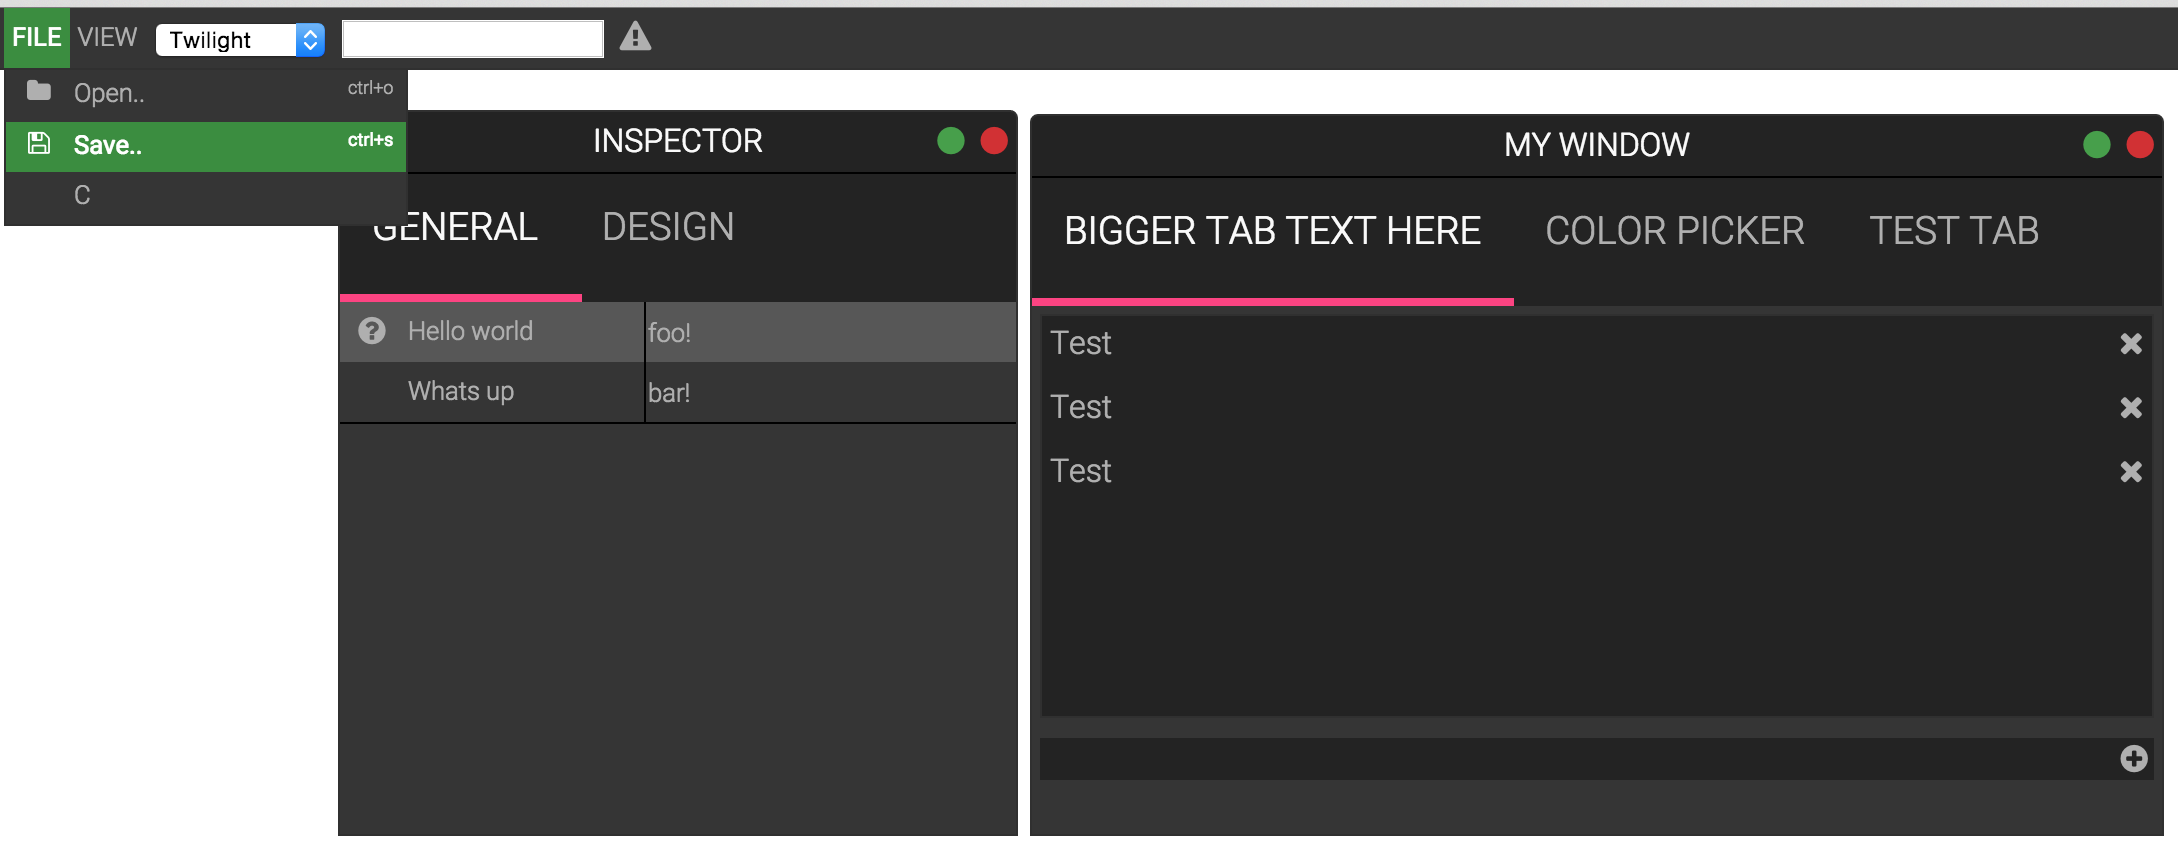 FILE VIEW Twilight
Open.. ctrl+o
Save.. ctrl+s
C
INSPECTOR
GENERAL DESIGN
Hello world foo!
Whats up bar!
MY WINDOW
BIGGER TAB TEXT HERE COLOR PICKER TEST TAB
Test
Test
Test